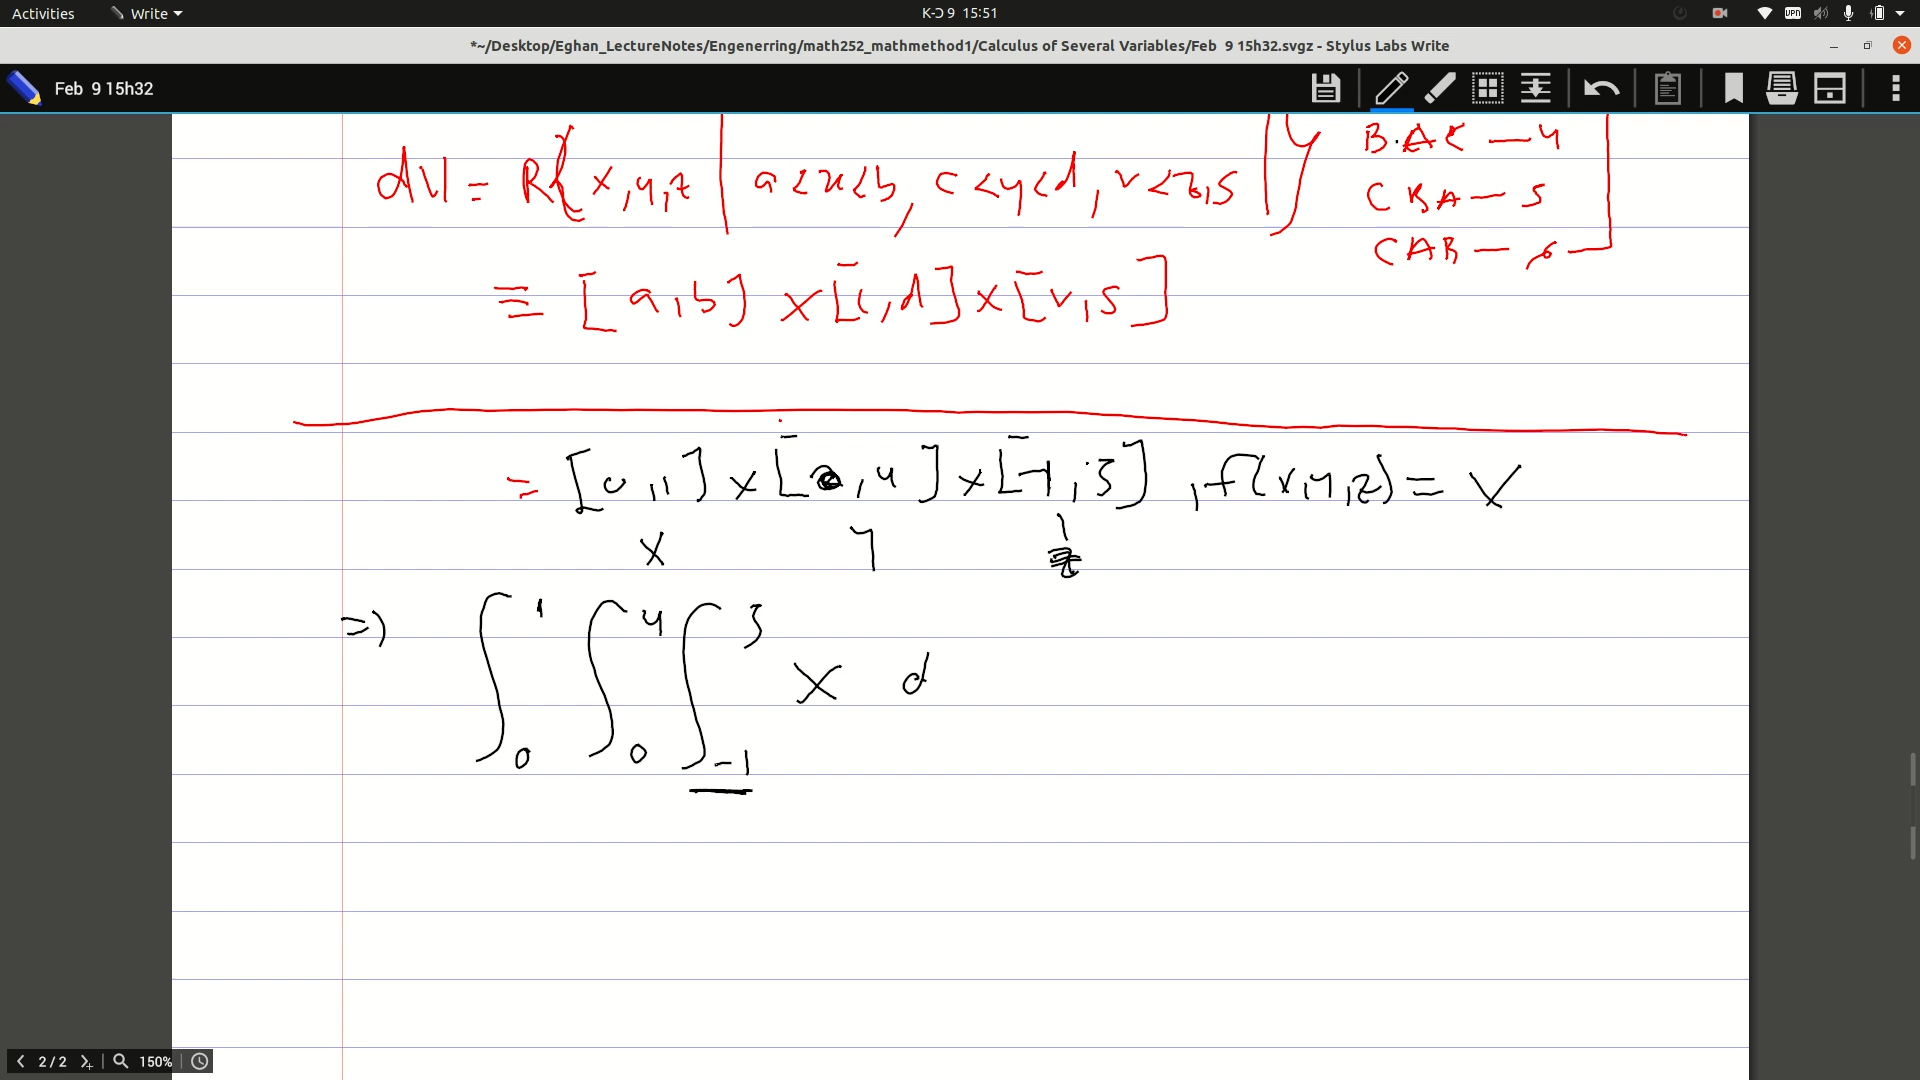 Activities Write K-Ɔ 9 15:51
*~/Desktop/Eghan_LectureNotes/Engenerring/math252_mathmethod1/Calculus of Several Variables/Feb 9 15h32.svgz - Stylus Labs Write
Feb 9 15h32
dV = R{ x,y,z | a<x<b, c<y<d, r<z,s }
B.AC — 4
CBA — 5
CAB — 6
≡ [a,b] × [c,d] × [r,s]
= [0,1] × [0,4] × [-1,3] , f(x,y,z) = x
x y z
=> ∫₀¹ ∫₀⁴ ∫₋₁³ x d
2 / 2 150%